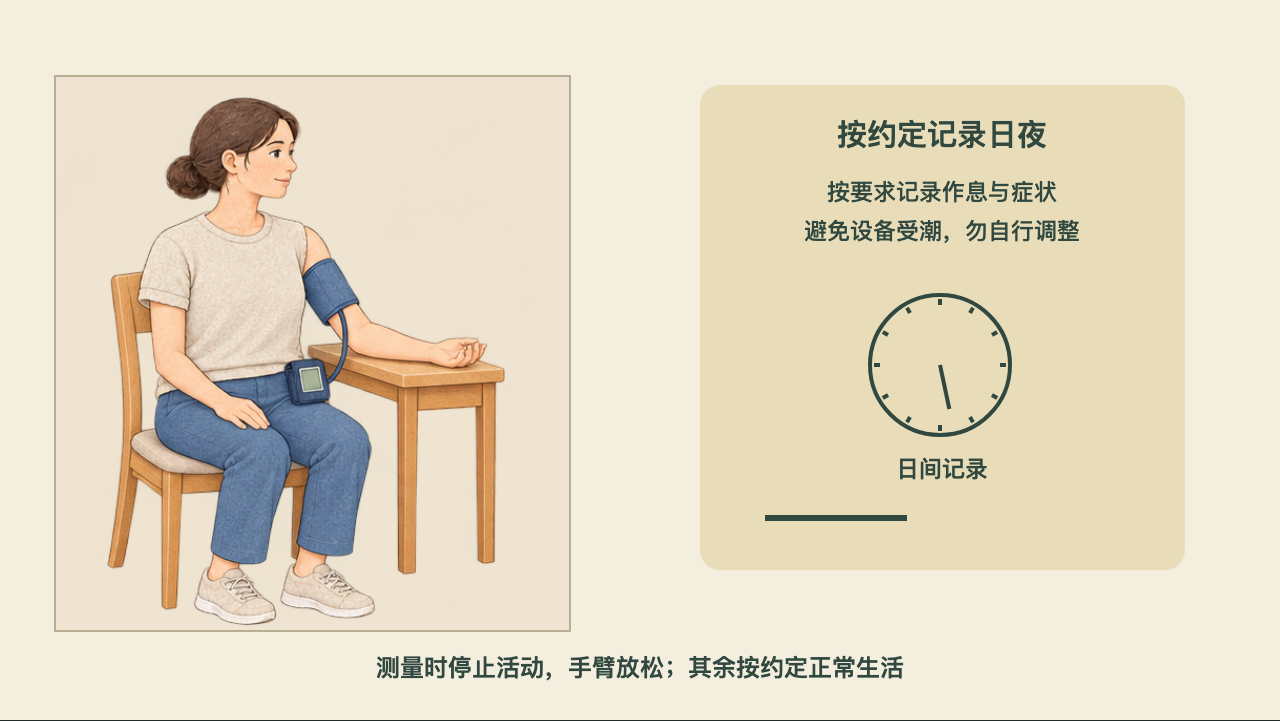 按约定记录日夜
按要求记录作息与症状
避免设备受潮，勿自行调整
日间记录
测量时停止活动，手臂放松；其余按约定正常生活